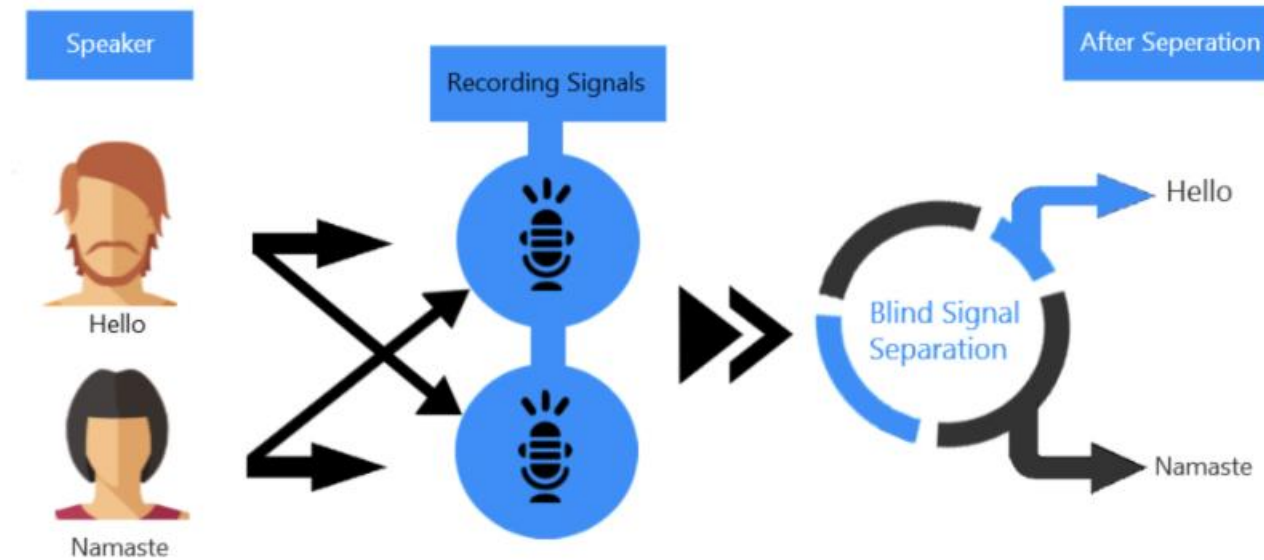 Speaker
Recording Signals
After Seperation
Hello
Namaste
Blind Signal
Separation
Hello
Namaste